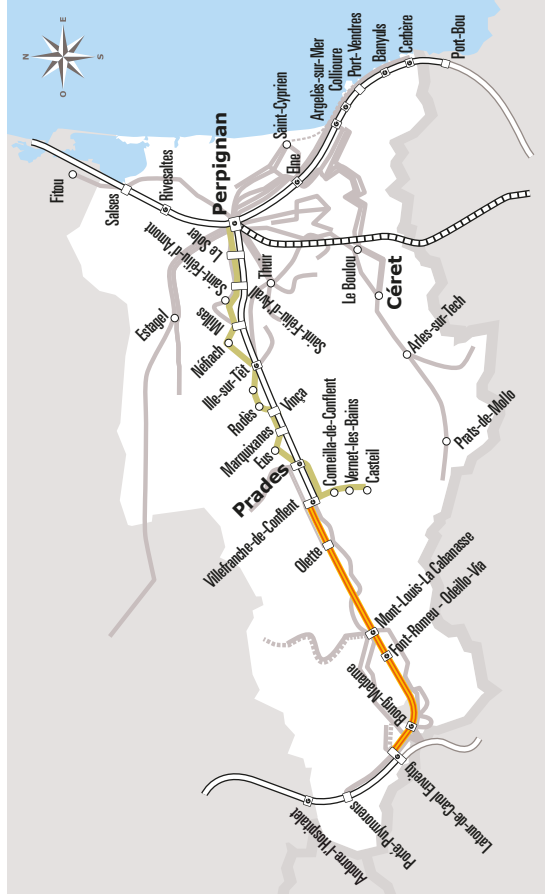 N
E
S
O
Fitou
Salses
Rivesaltes
Perpignan
Saint-Cyprien
Elne
Argelès-sur-Mer
Collioure
Port-Vendres
Banyuls
Cerbère
Port-Bou
Le Soler
Saint-Féliu-d'Amont
Saint-Féliu-d'Avall
Thuir
Millas
Néfiach
Estagel
Ille-sur-Têt
Rodès
Vinça
Marquixanes
Eus
Prades
Le Boulou
Céret
Arles-sur-Tech
Prats-de-Mollo
Corneilla-de-Conflent
Vernet-les-Bains
Casteil
Villefranche-de-Conflent
Olette
Mont-Louis-La Cabanasse
Font-Romeu - Odeillo-Via
Bourg-Madame
Latour-de-Carol Enveitg
Porté-Puymorens
Andorre-l'Hospitalet